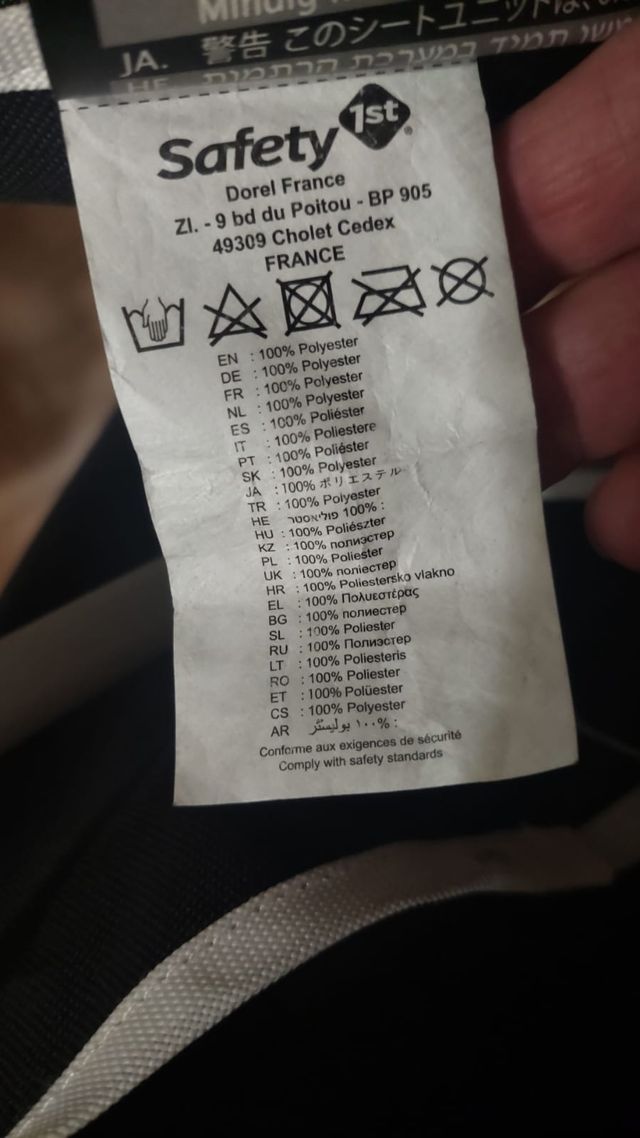 Mindig
JA. 警告 このシートユニットは、
Safety 1st
Dorel France
ZI. - 9 bd du Poitou - BP 905
49309 Cholet Cedex
FRANCE
EN : 100% Polyester
DE : 100% Polyester
FR : 100% Polyester
NL : 100% Polyester
ES : 100% Poliéster
IT : 100% Poliestere
PT : 100% Poliéster
SK : 100% Polyester
JA : 100% ポリエステル
TR : 100% Polyester
HE פוליאסטר 100% :
HU : 100% Poliészter
KZ : 100% полиэстер
PL : 100% Poliester
UK : 100% поліестер
HR : 100% Poliestersko vlakno
EL : 100% Πολυεστέρας
BG : 100% полиестер
SL : 100% Poliester
RU : 100% Полиэстер
LT : 100% Poliesteris
RO : 100% Poliester
ET : 100% Polüester
CS : 100% Polyester
AR بوليستر ١٠٠% :
Conforme aux exigences de sécurité
Comply with safety standards